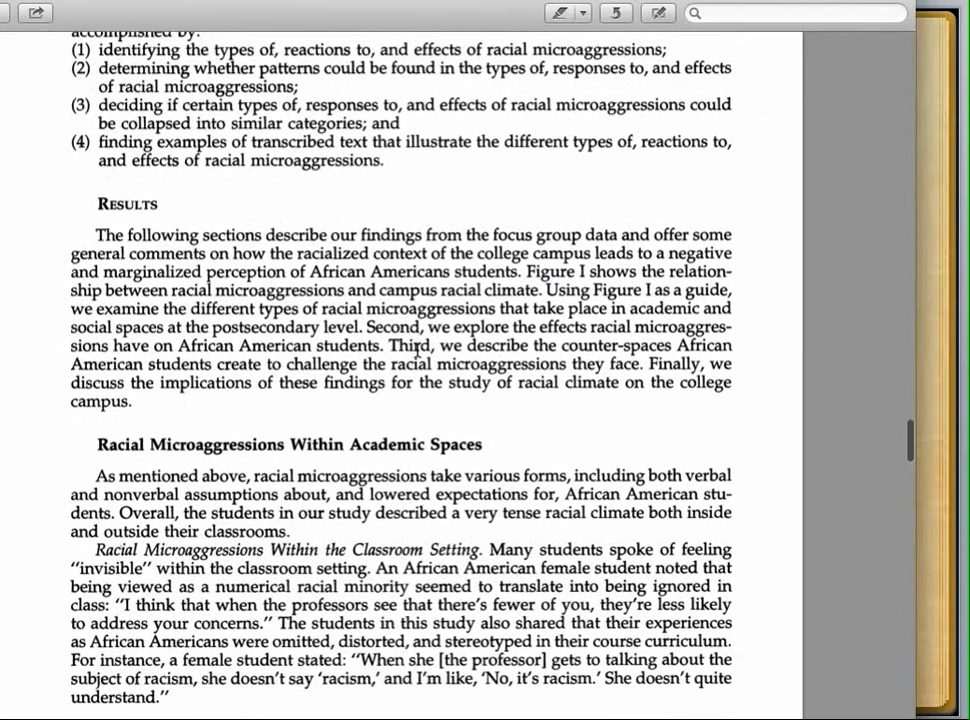 5
accomplished by:
(1) identifying the types of, reactions to, and effects of racial microaggressions;
(2) determining whether patterns could be found in the types of, responses to, and effects
of racial microaggressions;
(3) deciding if certain types of, responses to, and effects of racial microaggressions could
be collapsed into similar categories; and
(4) finding examples of transcribed text that illustrate the different types of, reactions to,
and effects of racial microaggressions.
RESULTS
The following sections describe our findings from the focus group data and offer some
general comments on how the racialized context of the college campus leads to a negative
and marginalized perception of African Americans students. Figure I shows the relation-
ship between racial microaggressions and campus racial climate. Using Figure I as a guide,
we examine the different types of racial microaggressions that take place in academic and
social spaces at the postsecondary level. Second, we explore the effects racial microaggres-
sions have on African American students. Third, we describe the counter-spaces African
American students create to challenge the racial microaggressions they face. Finally, we
discuss the implications of these findings for the study of racial climate on the college
campus.
Racial Microaggressions Within Academic Spaces
As mentioned above, racial microaggressions take various forms, including both verbal
and nonverbal assumptions about, and lowered expectations for, African American stu-
dents. Overall, the students in our study described a very tense racial climate both inside
and outside their classrooms.
Racial Microaggressions Within the Classroom Setting. Many students spoke of feeling
"invisible" within the classroom setting. An African American female student noted that
being viewed as a numerical racial minority seemed to translate into being ignored in
class: "I think that when the professors see that there's fewer of you, they're less likely
to address your concerns." The students in this study also shared that their experiences
as African Americans were omitted, distorted, and stereotyped in their course curriculum.
For instance, a female student stated: "When she [the professor] gets to talking about the
subject of racism, she doesn't say 'racism,' and I'm like, 'No, it's racism.' She doesn't quite
understand."